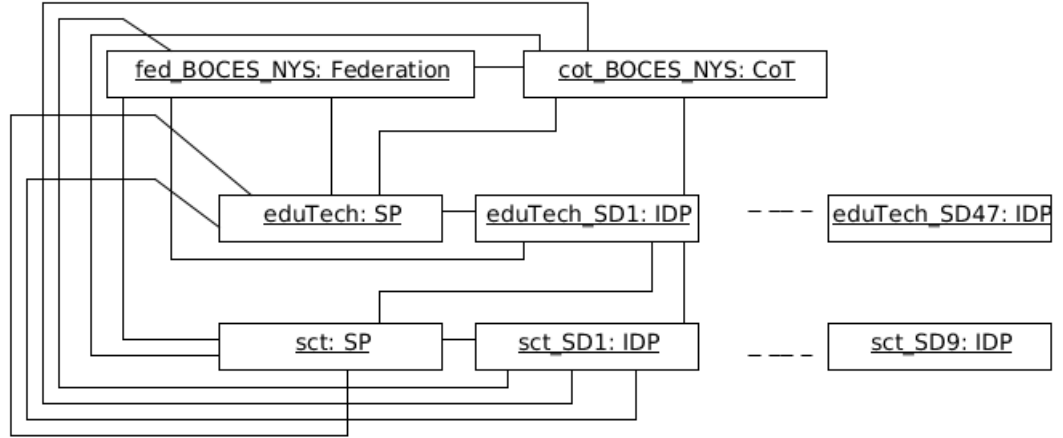 fed_BOCES_NYS: Federation
cot_BOCES_NYS: CoT
eduTech: SP
eduTech_SD1: IDP
eduTech_SD47: IDP
sct: SP
sct_SD1: IDP
sct_SD9: IDP